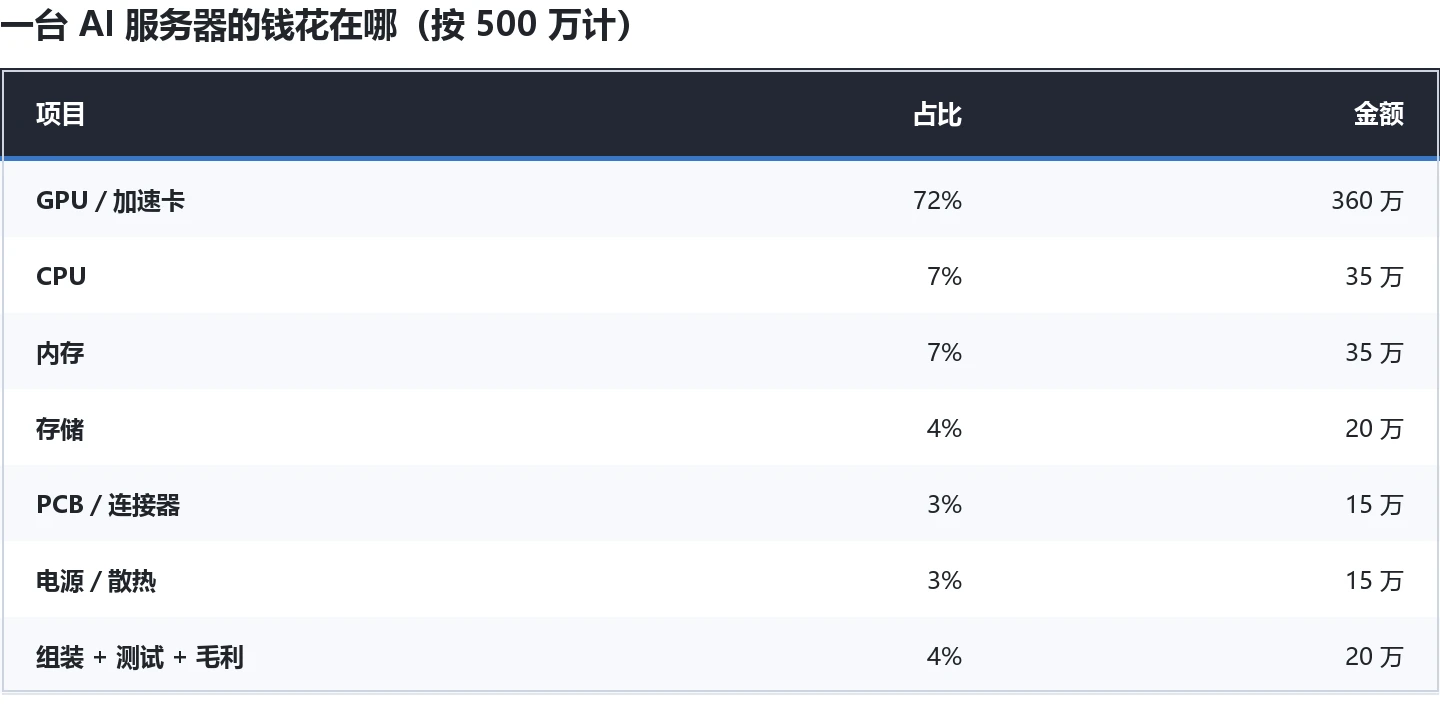 一台 AI 服务器的钱花在哪（按 500 万计）
项目 占比 金额
GPU / 加速卡 72% 360 万
CPU 7% 35 万
内存 7% 35 万
存储 4% 20 万
PCB / 连接器 3% 15 万
电源 / 散热 3% 15 万
组装 + 测试 + 毛利 4% 20 万